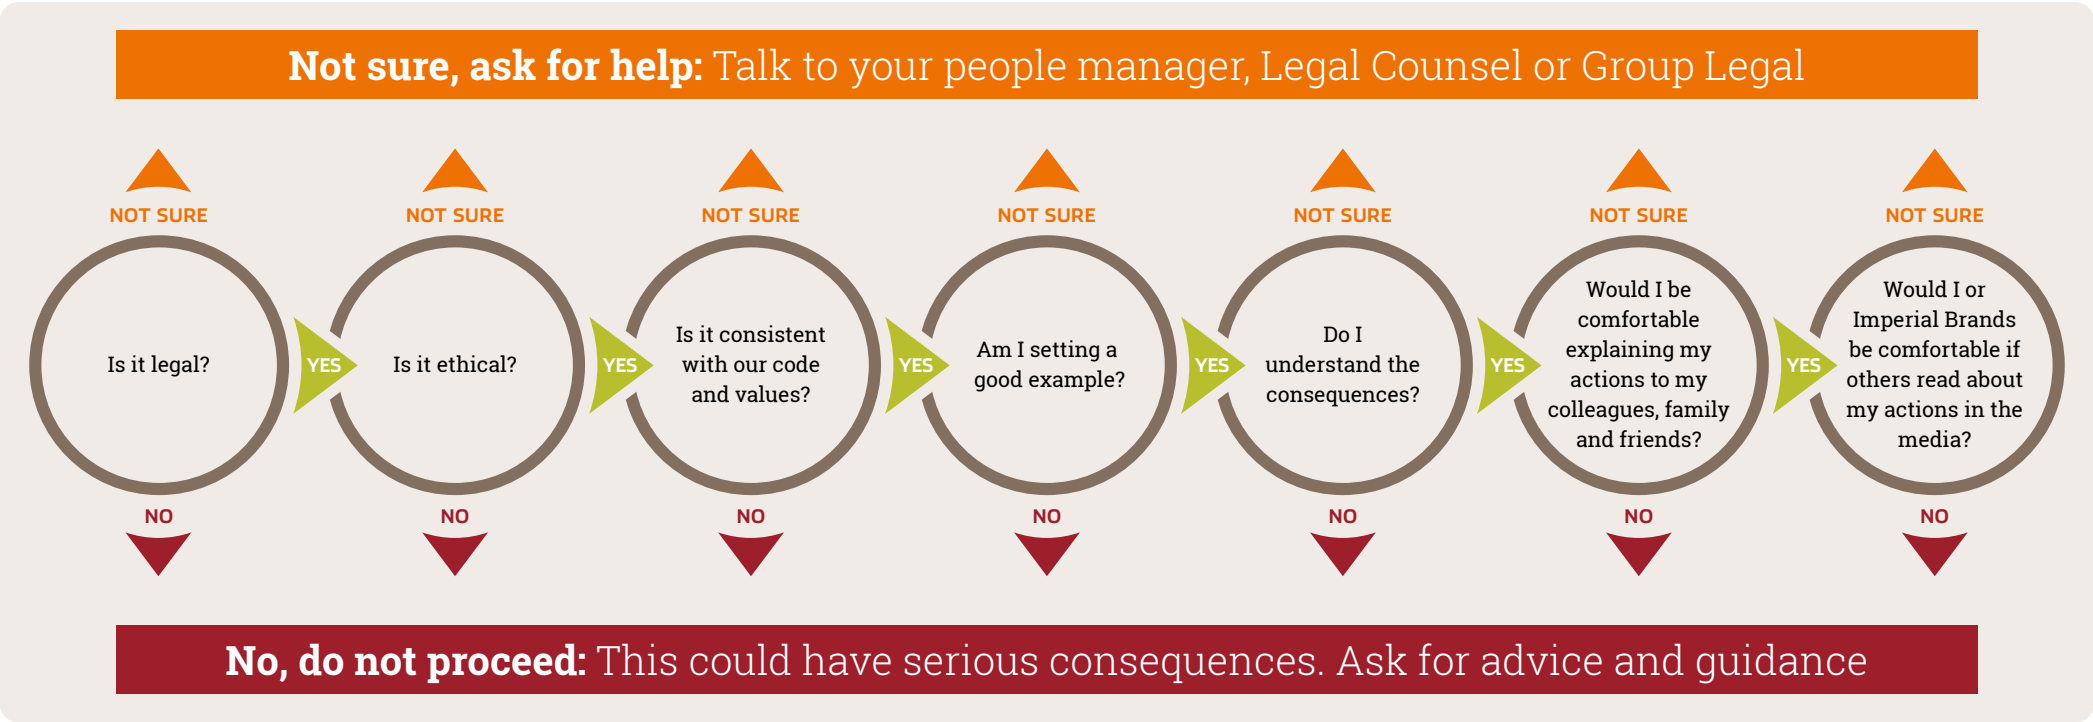 Not sure, ask for help: Talk to your people manager, Legal Counsel or Group Legal
NOT SURE
NOT SURE
NOT SURE
NOT SURE
NOT SURE
NOT SURE
NOT SURE
Is it legal?
YES
Is it ethical?
YES
Is it consistent
with our code
and values?
YES
Am I setting a
good example?
YES
Do I
understand the
consequences?
YES
Would I be
comfortable
explaining my
actions to my
colleagues, family
and friends?
YES
Would I or
Imperial Brands
be comfortable if
others read about
my actions in the
media?
NO
NO
NO
NO
NO
NO
NO
No, do not proceed: This could have serious consequences. Ask for advice and guidance